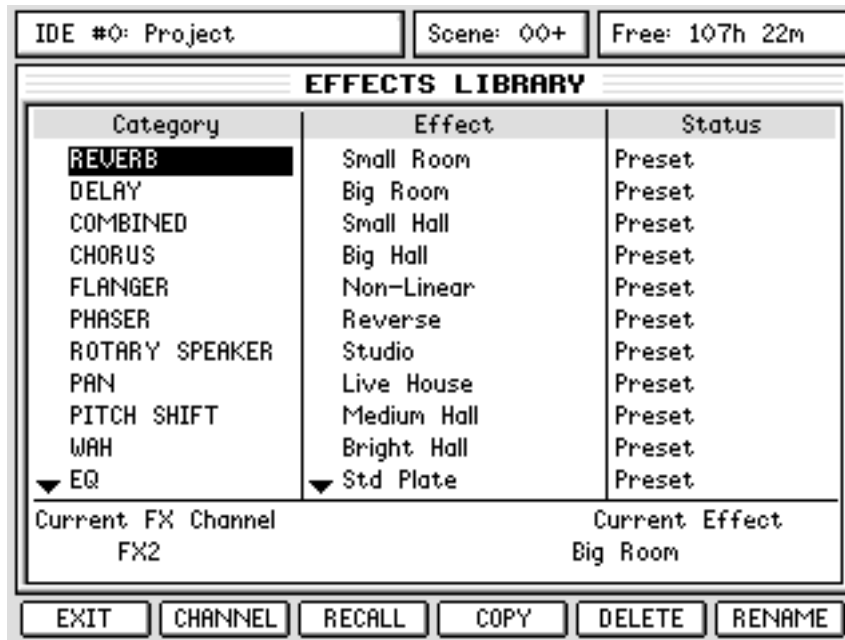 IDE #0: Project Scene: 00+ Free: 107h 22m
EFFECTS LIBRARY
Category Effect Status
REVERB Small Room Preset
DELAY Big Room Preset
COMBINED Small Hall Preset
CHORUS Big Hall Preset
FLANGER Non-Linear Preset
PHASER Reverse Preset
ROTARY SPEAKER Studio Preset
PAN Live House Preset
PITCH SHIFT Medium Hall Preset
WAH Bright Hall Preset
EQ Std Plate Preset
Current FX Channel Current Effect
FX2 Big Room
EXIT CHANNEL RECALL COPY DELETE RENAME